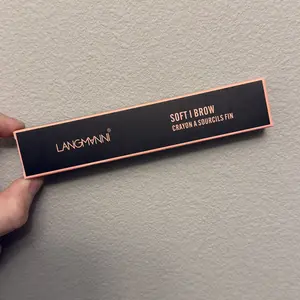 LANGMANNI®
SOFT I BROW
CRAYON A SOURCILS FIN